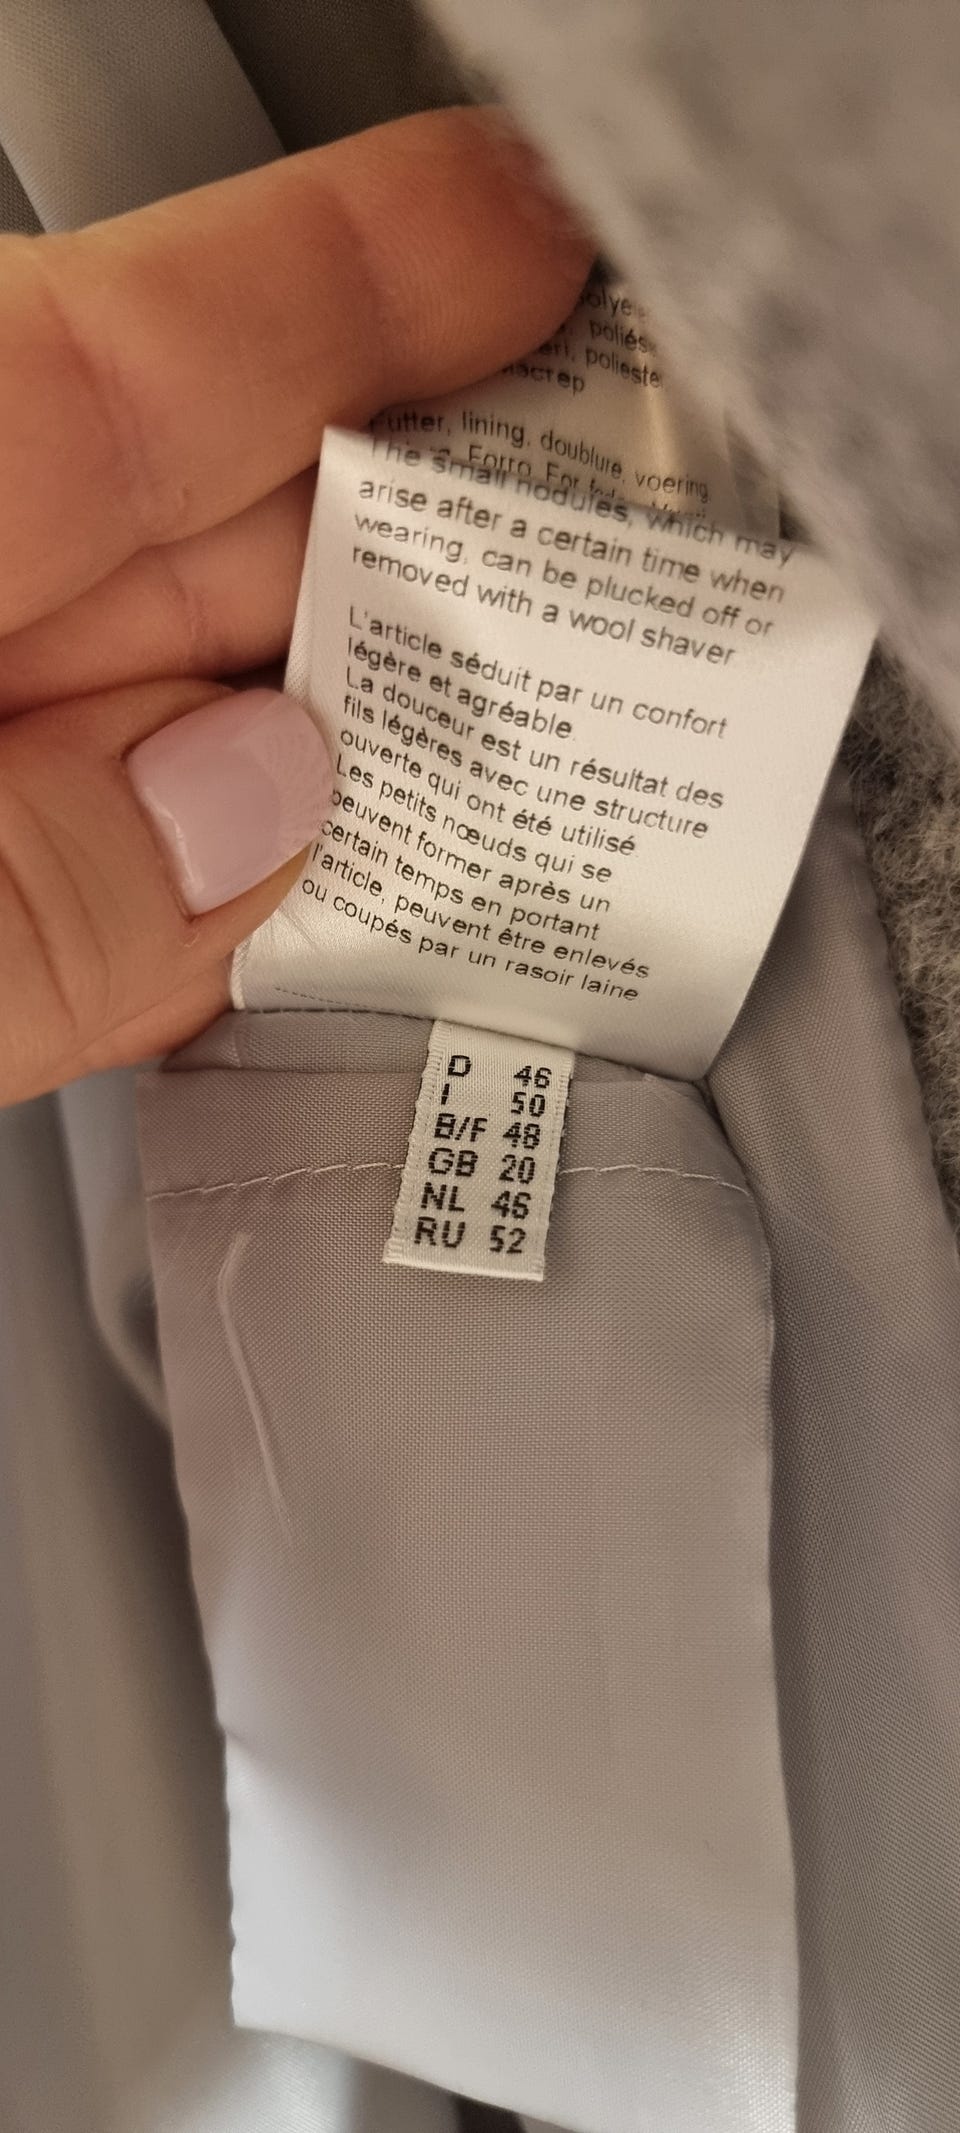 poliés
eri, polieste
астер
Futter, lining, doublure, voering,
Forro, For
The small nodules, which may
arise after a certain time when
wearing, can be plucked off or
removed with a wool shaver
L'article séduit par un confort
légère et agréable.
La douceur est un résultat des
fils légères avec une structure
ouverte qui ont été utilisé.
Les petits nœuds qui se
peuvent former après un
certain temps en portant
l'article, peuvent être enlevés
ou coupés par un rasoir laine
D 46
I 50
B/F 48
GB 20
NL 46
RU 52